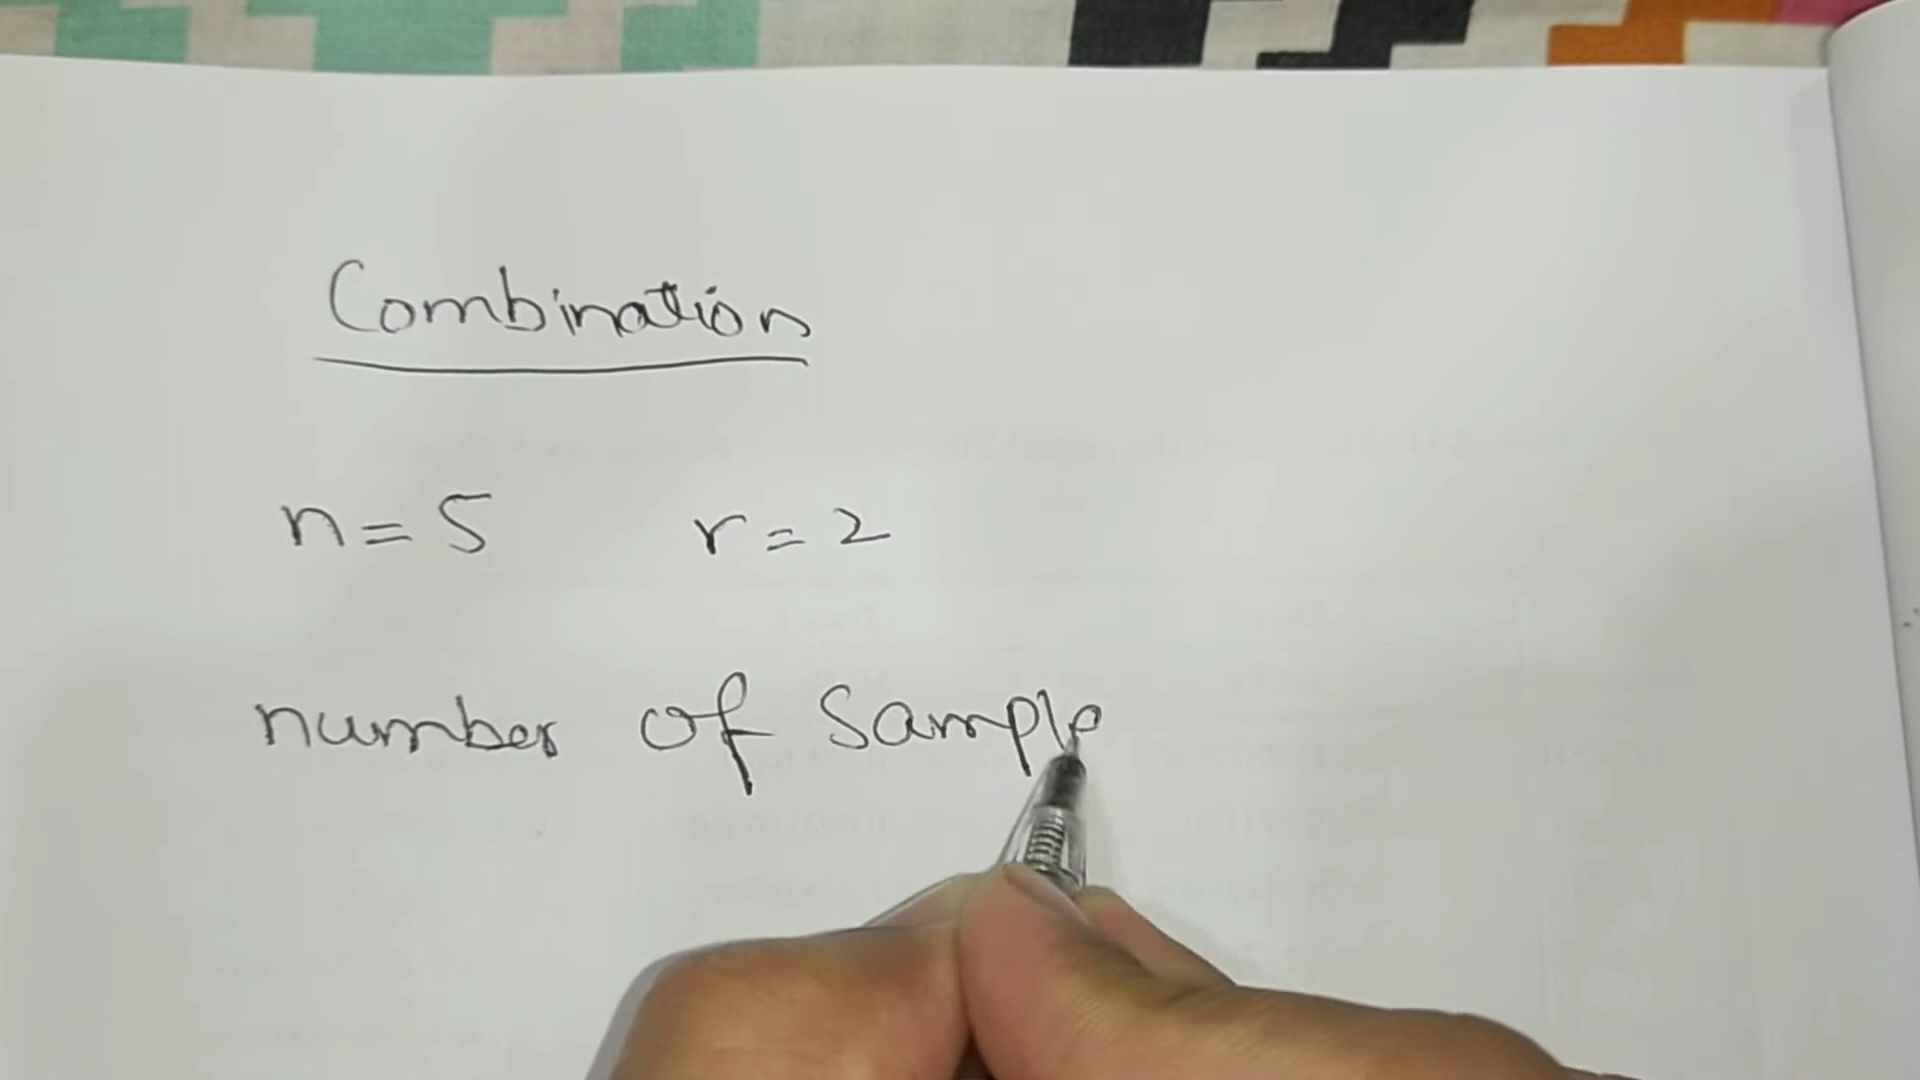 Combination
n = 5 r = 2
number of Sample